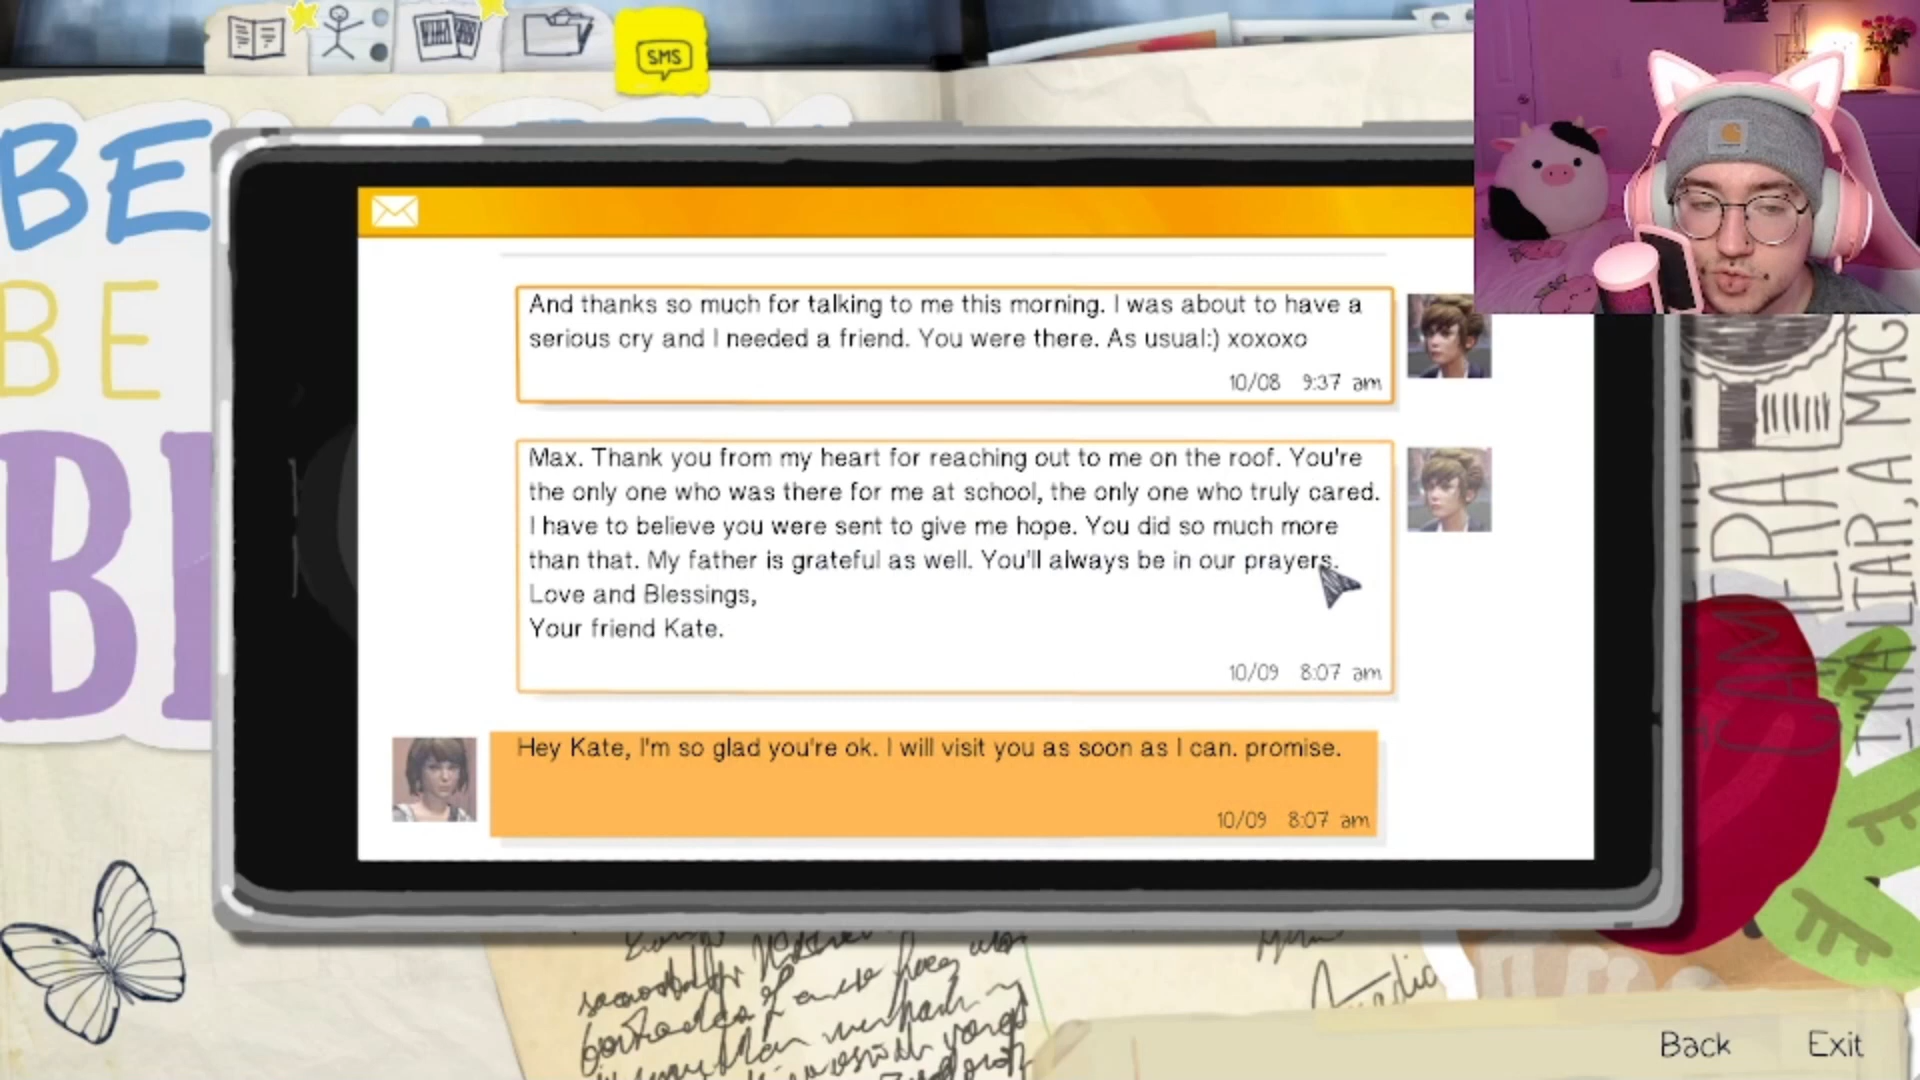 SMS
BE
BE
And thanks so much for talking to me this morning. I was about to have a
serious cry and I needed a friend. You were there. As usual:) xoxoxo
10/08 9:37 am
Max. Thank you from my heart for reaching out to me on the roof. You're
the only one who was there for me at school, the only one who truly cared.
I have to believe you were sent to give me hope. You did so much more
than that. My father is grateful as well. You'll always be in our prayers.
Love and Blessings,
Your friend Kate.
10/09 8:07 am
Hey Kate, I'm so glad you're ok. I will visit you as soon as I can. promise.
10/09 8:07 am
Back Exit